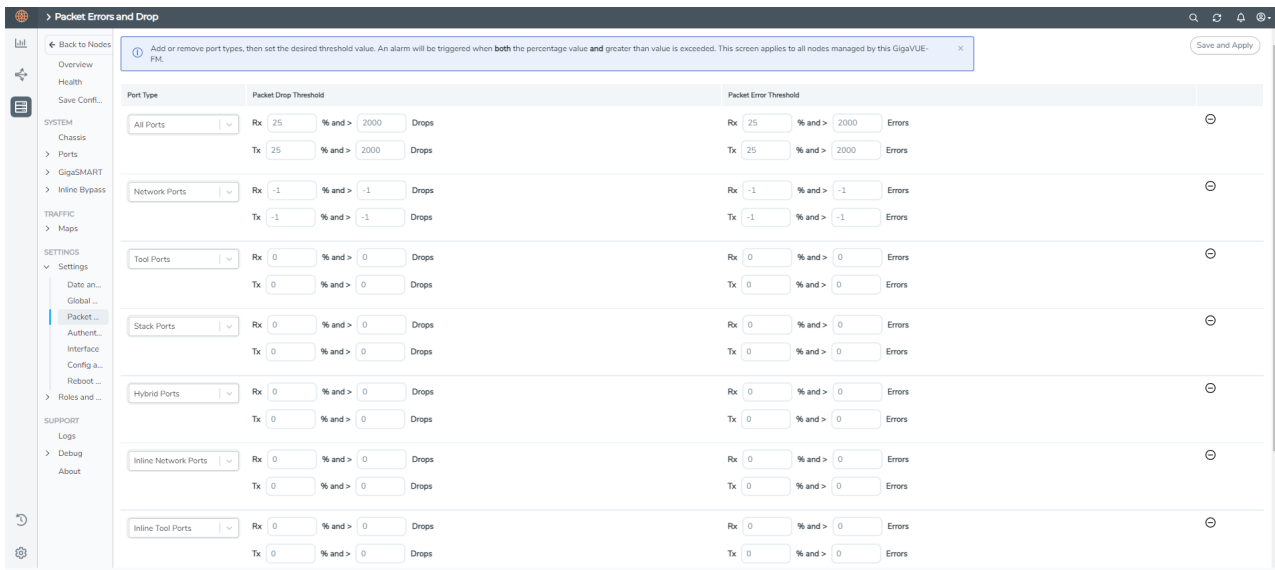 > Packet Errors and Drop
← Back to Nodes
Overview
Health
Save Confi...
SYSTEM
Chassis
> Ports
> GigaSMART
> Inline Bypass
TRAFFIC
> Maps
SETTINGS
Settings
Date an...
Global ...
Packet ...
Authent...
Interface
Config a...
Reboot ...
> Roles and ...
SUPPORT
Logs
> Debug
About
Add or remove port types, then set the desired threshold value. An alarm will be triggered when both the percentage value and greater than value is exceeded. This screen applies to all nodes managed by this GigaVUE-
FM.
Save and Apply
Port Type Packet Drop Threshold Packet Error Threshold
All Ports Rx 25 % and > 2000 Drops Rx 25 % and > 2000 Errors
Tx 25 % and > 2000 Drops Tx 25 % and > 2000 Errors
Network Ports Rx -1 % and > -1 Drops Rx -1 % and > -1 Errors
Tx -1 % and > -1 Drops Tx -1 % and > -1 Errors
Tool Ports Rx 0 % and > 0 Drops Rx 0 % and > 0 Errors
Tx 0 % and > 0 Drops Tx 0 % and > 0 Errors
Stack Ports Rx 0 % and > 0 Drops Rx 0 % and > 0 Errors
Tx 0 % and > 0 Drops Tx 0 % and > 0 Errors
Hybrid Ports Rx 0 % and > 0 Drops Rx 0 % and > 0 Errors
Tx 0 % and > 0 Drops Tx 0 % and > 0 Errors
Inline Network Ports Rx 0 % and > 0 Drops Rx 0 % and > 0 Errors
Tx 0 % and > 0 Drops Tx 0 % and > 0 Errors
Inline Tool Ports Rx 0 % and > 0 Drops Rx 0 % and > 0 Errors
Tx 0 % and > 0 Drops Tx 0 % and > 0 Errors